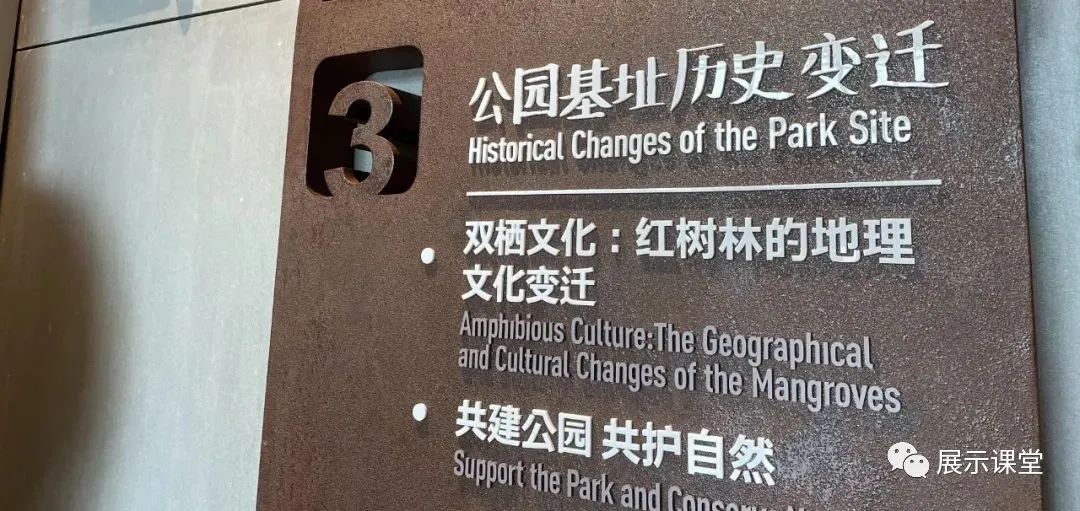 3
公园基址历史变迁
Historical Changes of the Park Site
双栖文化：红树林的地理
文化变迁
Amphibious Culture:The Geographical
and Cultural Changes of the Mangroves
共建公园 共护自然
Support the Park and Conserve
展示课堂